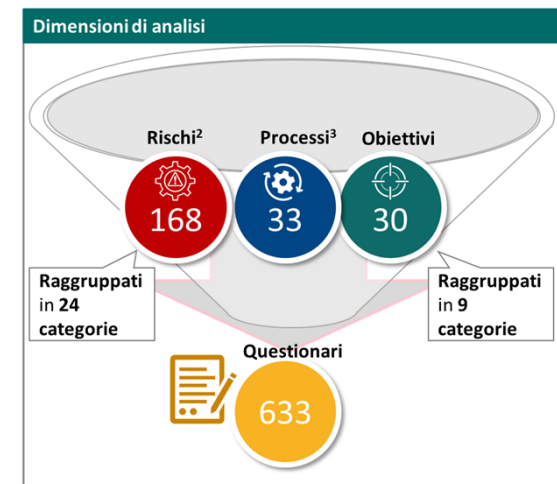 Dimensioni di analisi
Rischi² Processi³ Obiettivi
168 33 30
Raggruppati
in 24
categorie
Raggruppati
in 9
categorie
Questionari
633